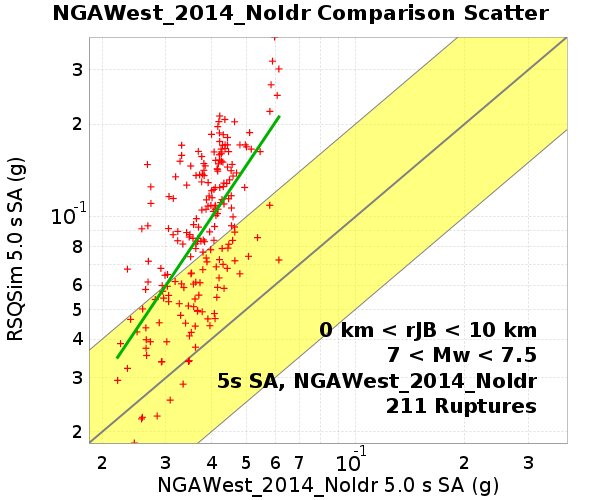 NGAWest_2014_NoIdr Comparison Scatter
RSQSim 5.0 s SA (g)
3
2
10⁻¹
8
6
5
4
3
2
0 km < rJB < 10 km
7 < Mw < 7.5
5s SA, NGAWest_2014_NoIdr
211 Ruptures
2 3 4 5 6 7 10⁻¹ 2 3
NGAWest_2014_NoIdr 5.0 s SA (g)